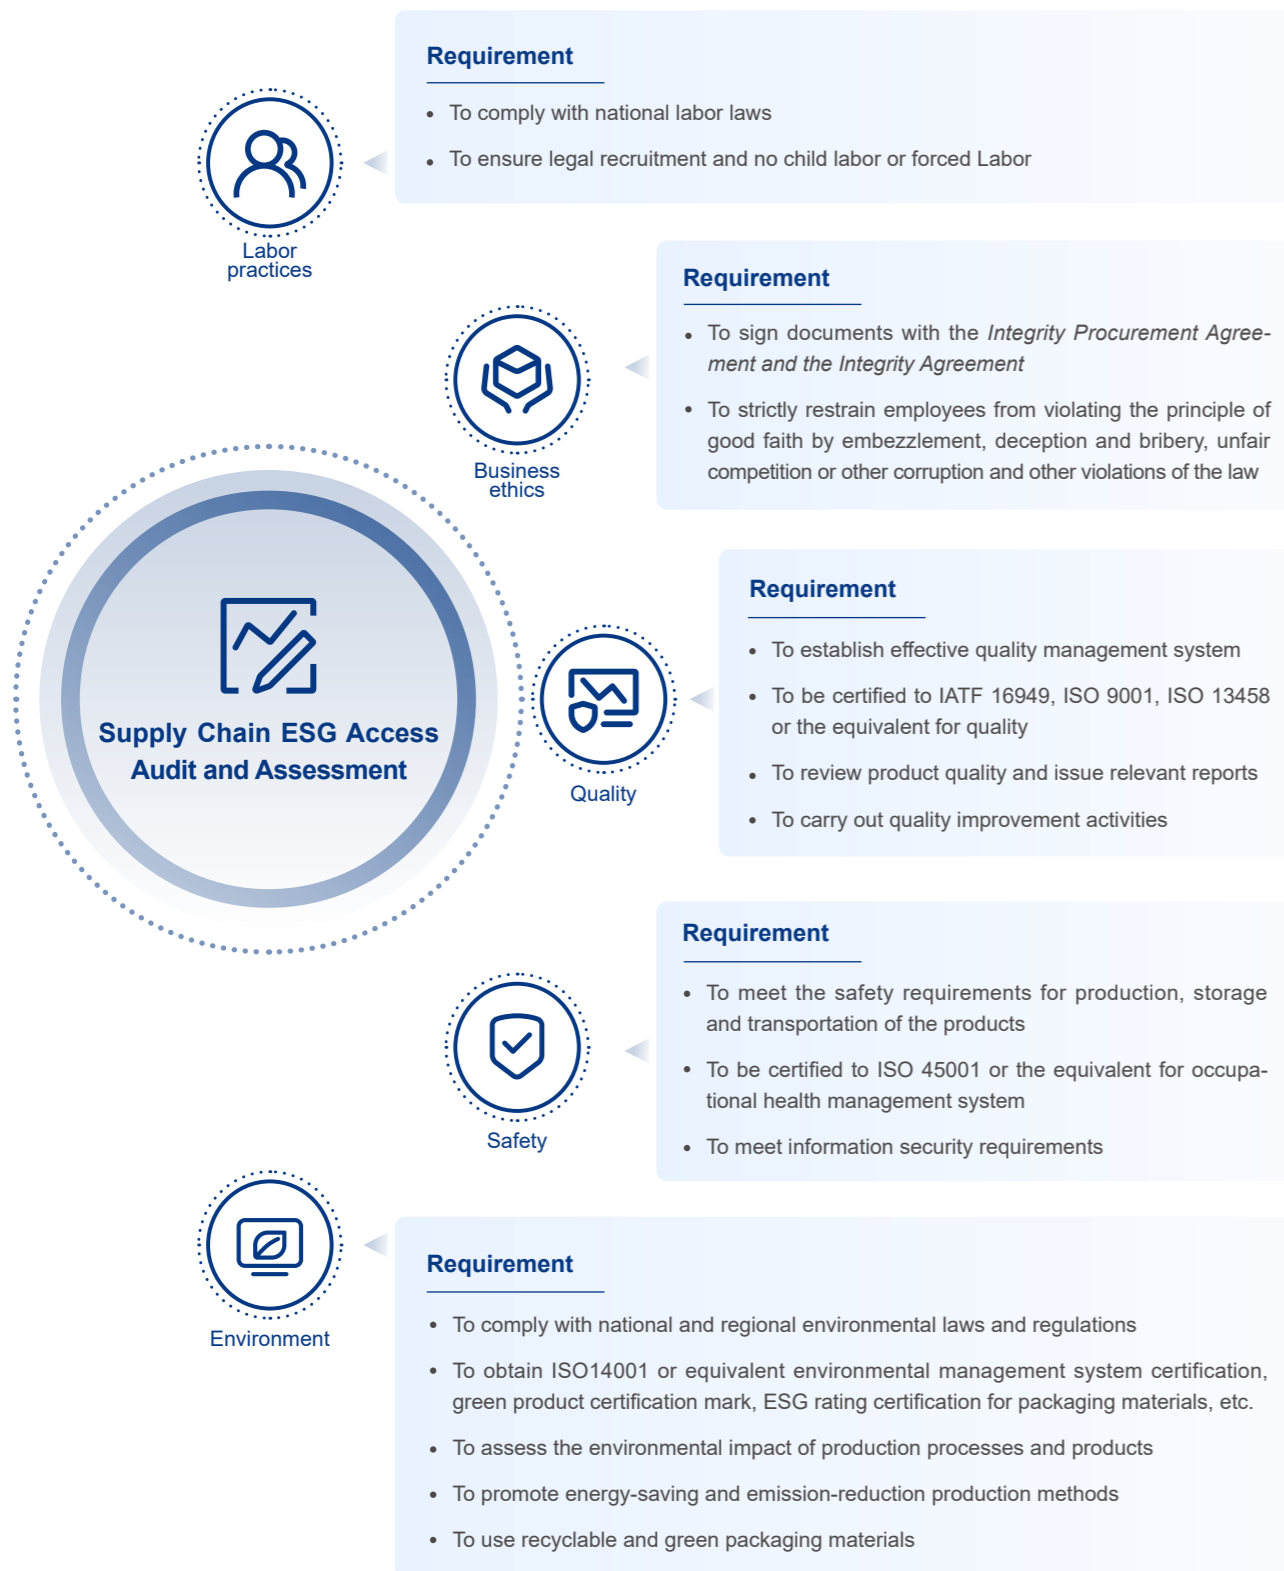 Requirement
• To comply with national labor laws
• To ensure legal recruitment and no child labor or forced Labor
Labor
practices
Requirement
• To sign documents with the Integrity Procurement Agree-
ment and the Integrity Agreement
• To strictly restrain employees from violating the principle of
good faith by embezzlement, deception and bribery, unfair
competition or other corruption and other violations of the law
Business
ethics
Supply Chain ESG Access
Audit and Assessment
Requirement
• To establish effective quality management system
• To be certified to IATF 16949, ISO 9001, ISO 13458
or the equivalent for quality
• To review product quality and issue relevant reports
• To carry out quality improvement activities
Quality
Requirement
• To meet the safety requirements for production, storage
and transportation of the products
• To be certified to ISO 45001 or the equivalent for occupa-
tional health management system
• To meet information security requirements
Safety
Requirement
• To comply with national and regional environmental laws and regulations
• To obtain ISO14001 or equivalent environmental management system certification,
green product certification mark, ESG rating certification for packaging materials, etc.
• To assess the environmental impact of production processes and products
• To promote energy-saving and emission-reduction production methods
• To use recyclable and green packaging materials
Environment